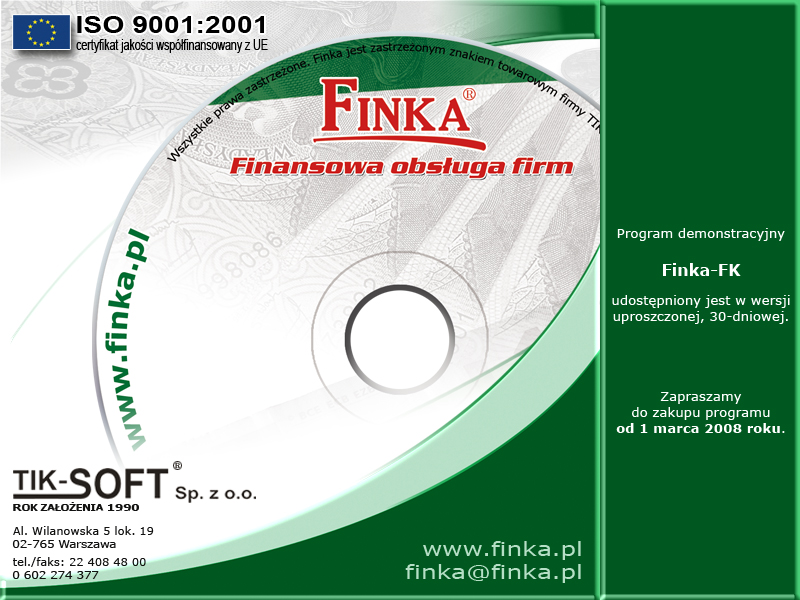 ISO 9001:2001
certyfikat jakości współfinansowany z UE
Wszystkie prawa zastrzeżone. Finka jest zastrzeżonym znakiem towarowym firmy
FINKA®
Finansowa obsługa firm
www.finka.pl
TIK-SOFT® Sp. z o.o.
ROK ZAŁOŻENIA 1990
Al. Wilanowska 5 lok. 19
02-765 Warszawa
tel./faks: 22 408 48 00
0 602 274 377
www.finka.pl
finka@finka.pl
Program demonstracyjny
Finka-FK
udostępniony jest w wersji
uproszczonej, 30-dniowej.
Zapraszamy
do zakupu programu
od 1 marca 2008 roku.